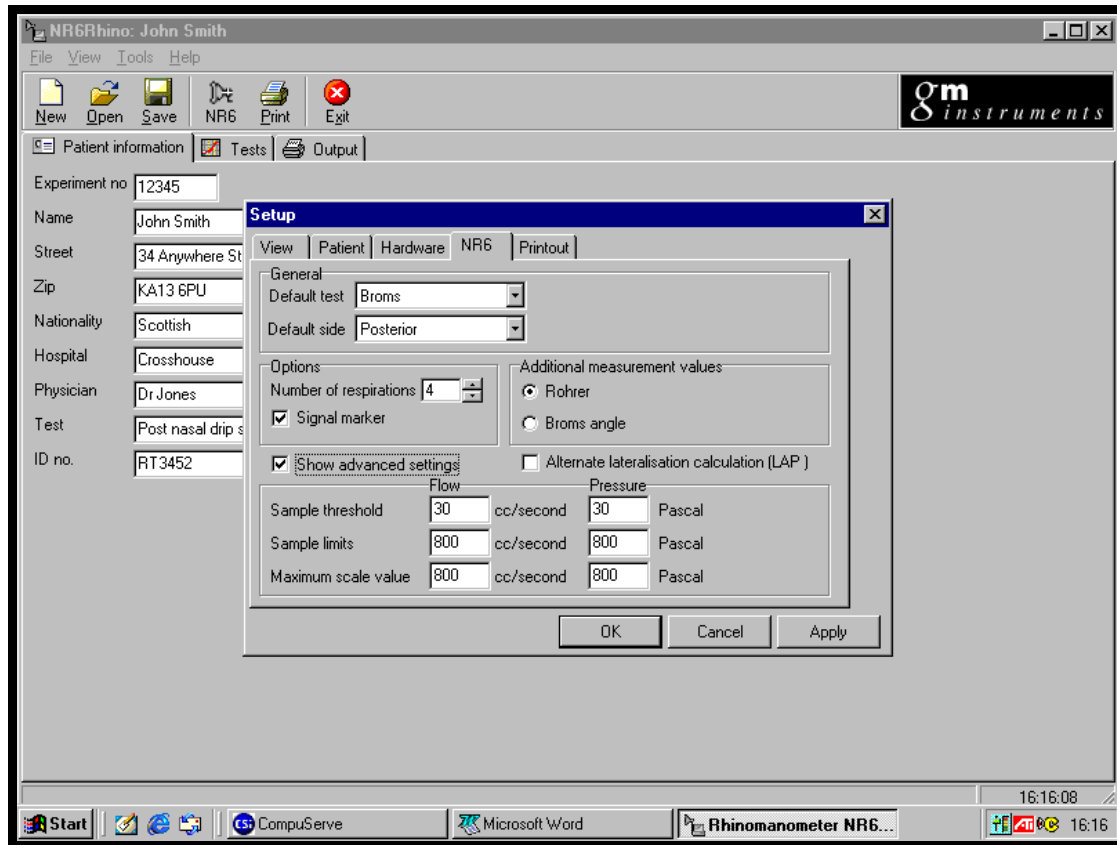 NR6Rhino: John Smith
File View Tools Help
New Open Save NR6 Print Exit
gm instruments
Patient information Tests Output
Experiment no 12345
Name John Smith
Street 34 Anywhere St
Zip KA13 6PU
Nationality Scottish
Hospital Crosshouse
Physician Dr Jones
Test Post nasal drip s
ID no. RT3452
Setup
View Patient Hardware NR6 Printout
General
Default test Broms
Default side Posterior
Options
Number of respirations 4
Signal marker
Additional measurement values
Rohrer
Broms angle
Show advanced settings
Alternate lateralisation calculation (LAP )
Flow Pressure
Sample threshold 30 cc/second 30 Pascal
Sample limits 800 cc/second 800 Pascal
Maximum scale value 800 cc/second 800 Pascal
OK Cancel Apply
16:16:08
Start CSi CompuServe Microsoft Word Rhinomanometer NR6... ATI 16:16